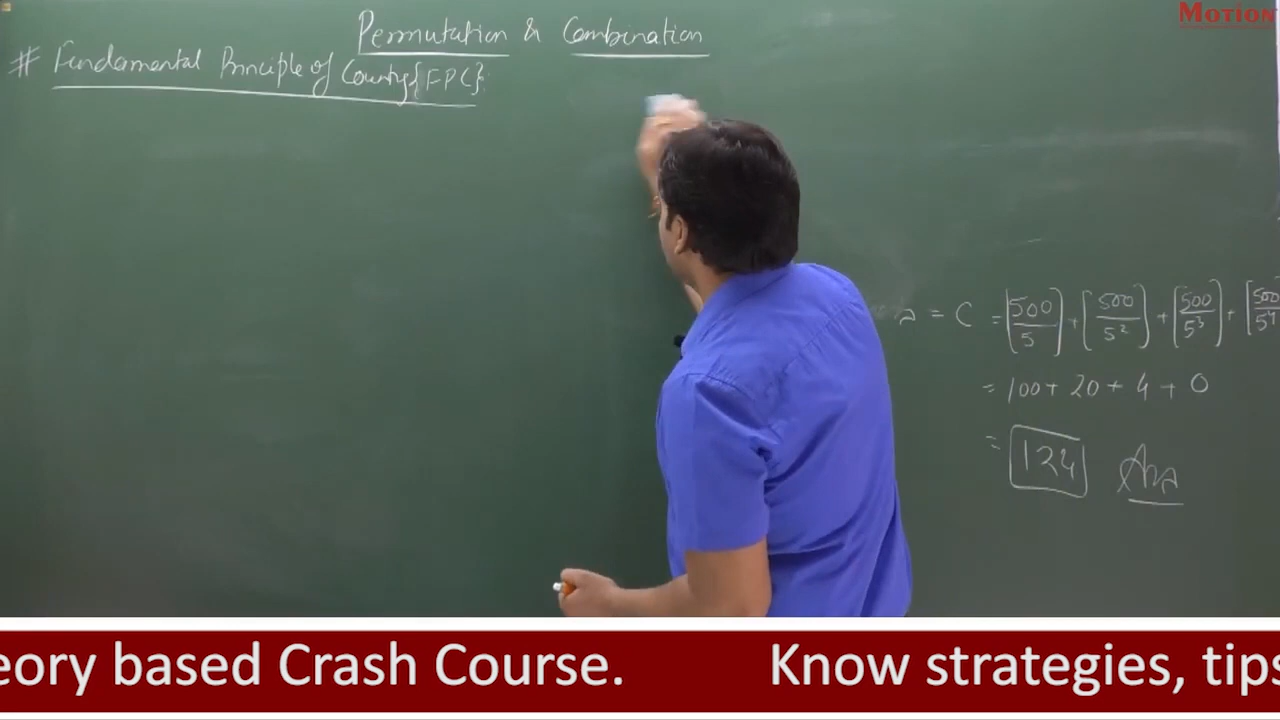 MOTION
Permutation & Combination
# Fundamental Principle of Counting {FPC}:
= C = [500/5] + [500/5²] + [500/5³] + [500/5⁴
= 100 + 20 + 4 + 0
= 124 Ans
eory based Crash Course. Know strategies, tips